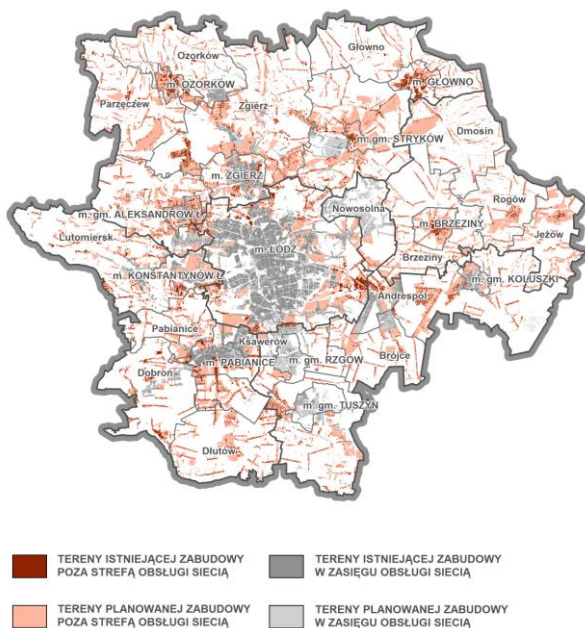 Ozorków
Głowno
m. OZORKÓW
m. GŁOWNO
Parzęczew
Zgierz
Dmosin
m. gm. STRYKÓW
m. ZGIERZ
Rogów
m. gm. ALEKSANDRÓW Ł.
Nowosolna
m. BRZEZINY
Jeżów
Lutomiersk
m. ŁÓDŹ
Brzeziny
m. KONSTANTYNÓW Ł.
m. gm. KOLUSZKI
Andrespol
Pabianice
Ksawerów
m. PABIANICE
m. gm. RZGÓW
Brójce
Dobroń
m. gm. TUSZYN
Dłutów
TERENY ISTNIEJĄCEJ ZABUDOWY
POZA STREFĄ OBSŁUGI SIECIĄ
TERENY ISTNIEJĄCEJ ZABUDOWY
W ZASIĘGU OBSŁUGI SIECIĄ
TERENY PLANOWANEJ ZABUDOWY
POZA STREFĄ OBSŁUGI SIECIĄ
TERENY PLANOWANEJ ZABUDOWY
W ZASIĘGU OBSŁUGI SIECIĄ